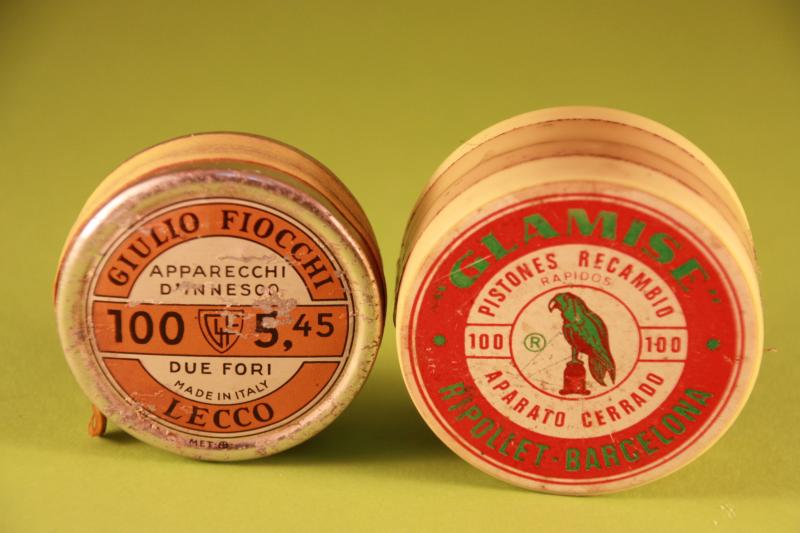 GIULIO FIOCCHI
APPARECCHI
D'INNESCO
100 GFL 5,45
DUE FORI
MADE IN ITALY
LECCO
"GLAMISE"
PISTONES RECAMBIO
RAPIDOS
100 ® 100
APARATO CERRADO
RIPOLLET-BARCELONA